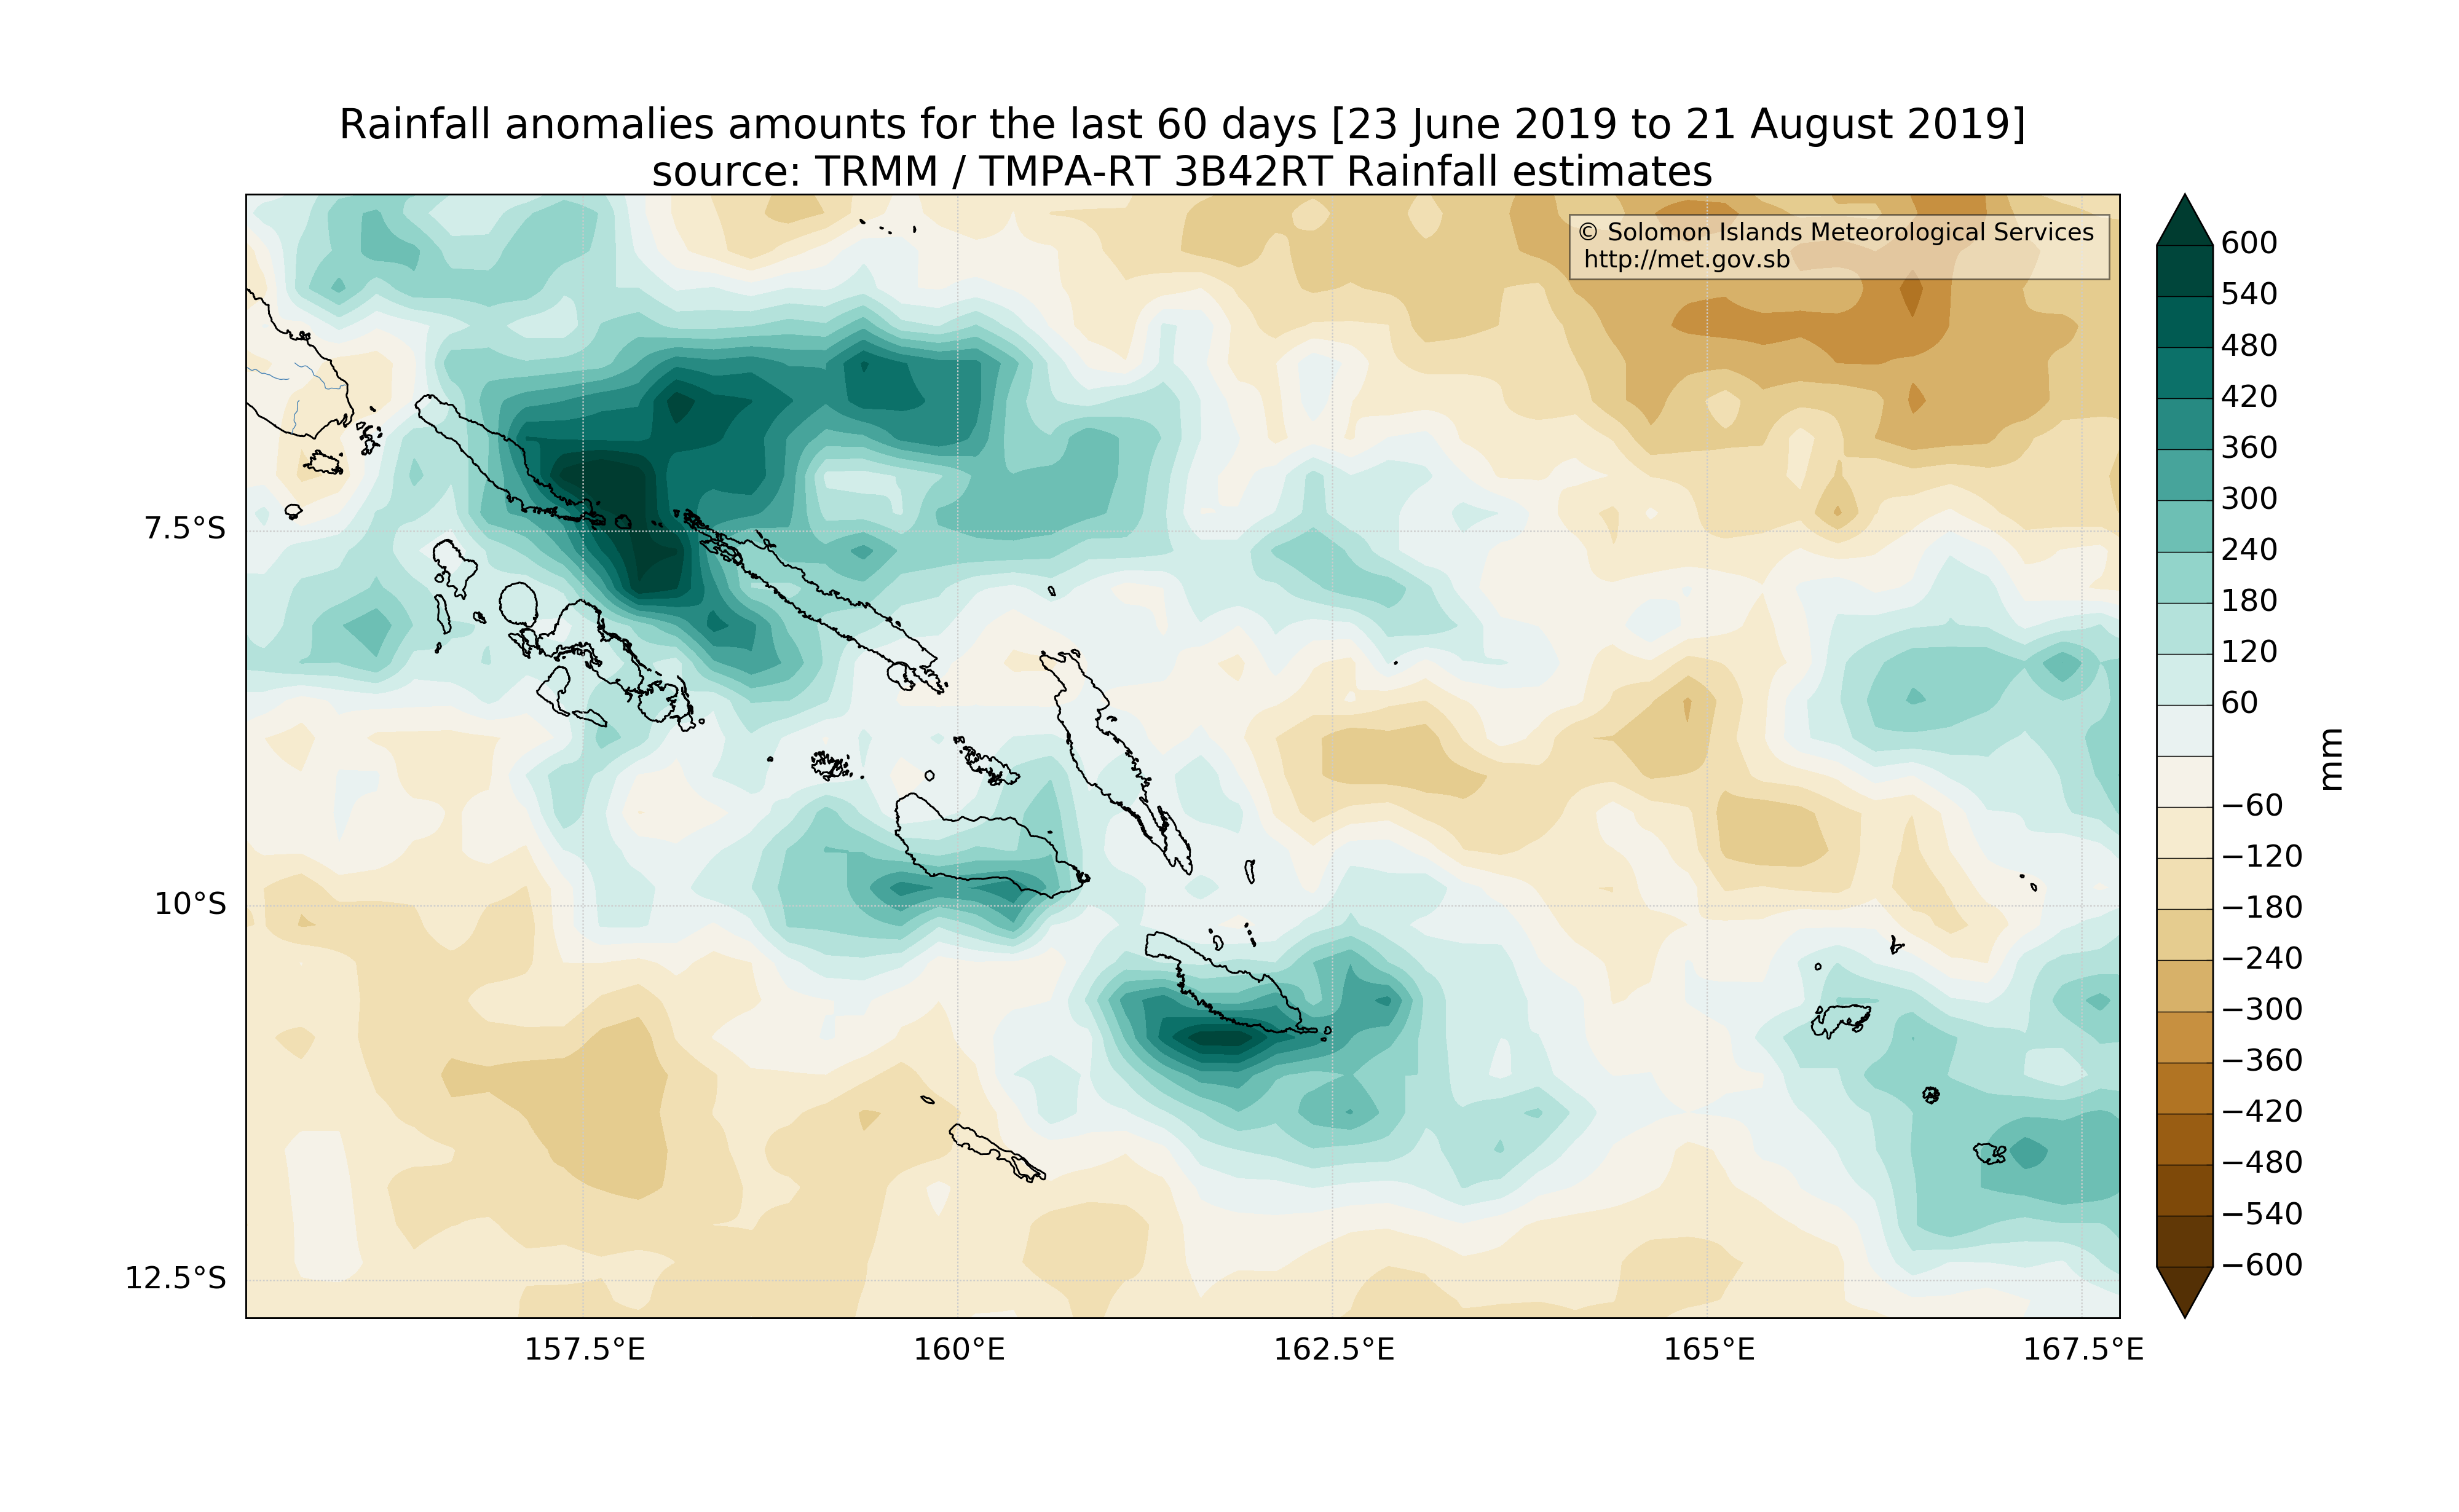 Rainfall anomalies amounts for the last 60 days [23 June 2019 to 21 August 2019]
source: TRMM / TMPA-RT 3B42RT Rainfall estimates
© Solomon Islands Meteorological Services
http://met.gov.sb
7.5°S
10°S
12.5°S
157.5°E
160°E
162.5°E
165°E
167.5°E
600
540
480
420
360
300
240
180
120
60
−60
−120
−180
−240
−300
−360
−420
−480
−540
−600
mm